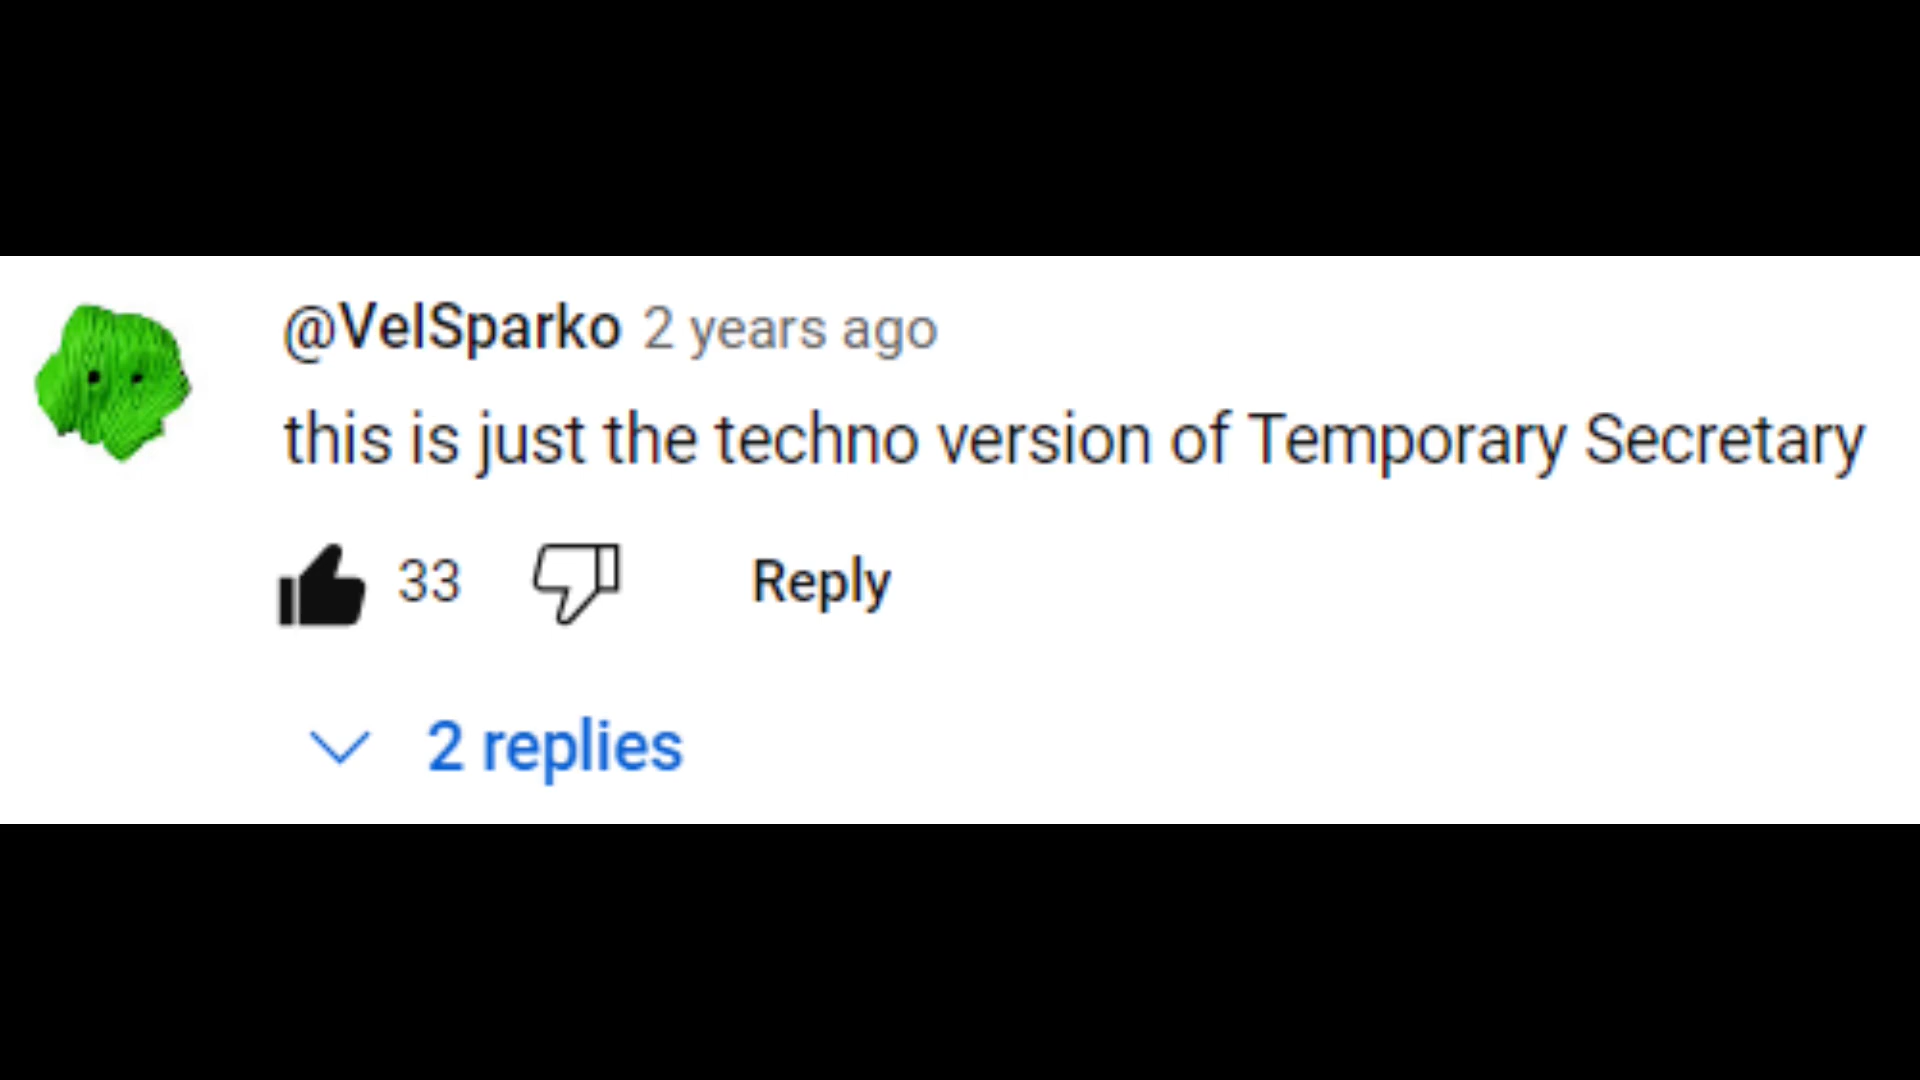 @VelSparko 2 years ago
this is just the techno version of Temporary Secretary
33 Reply
2 replies